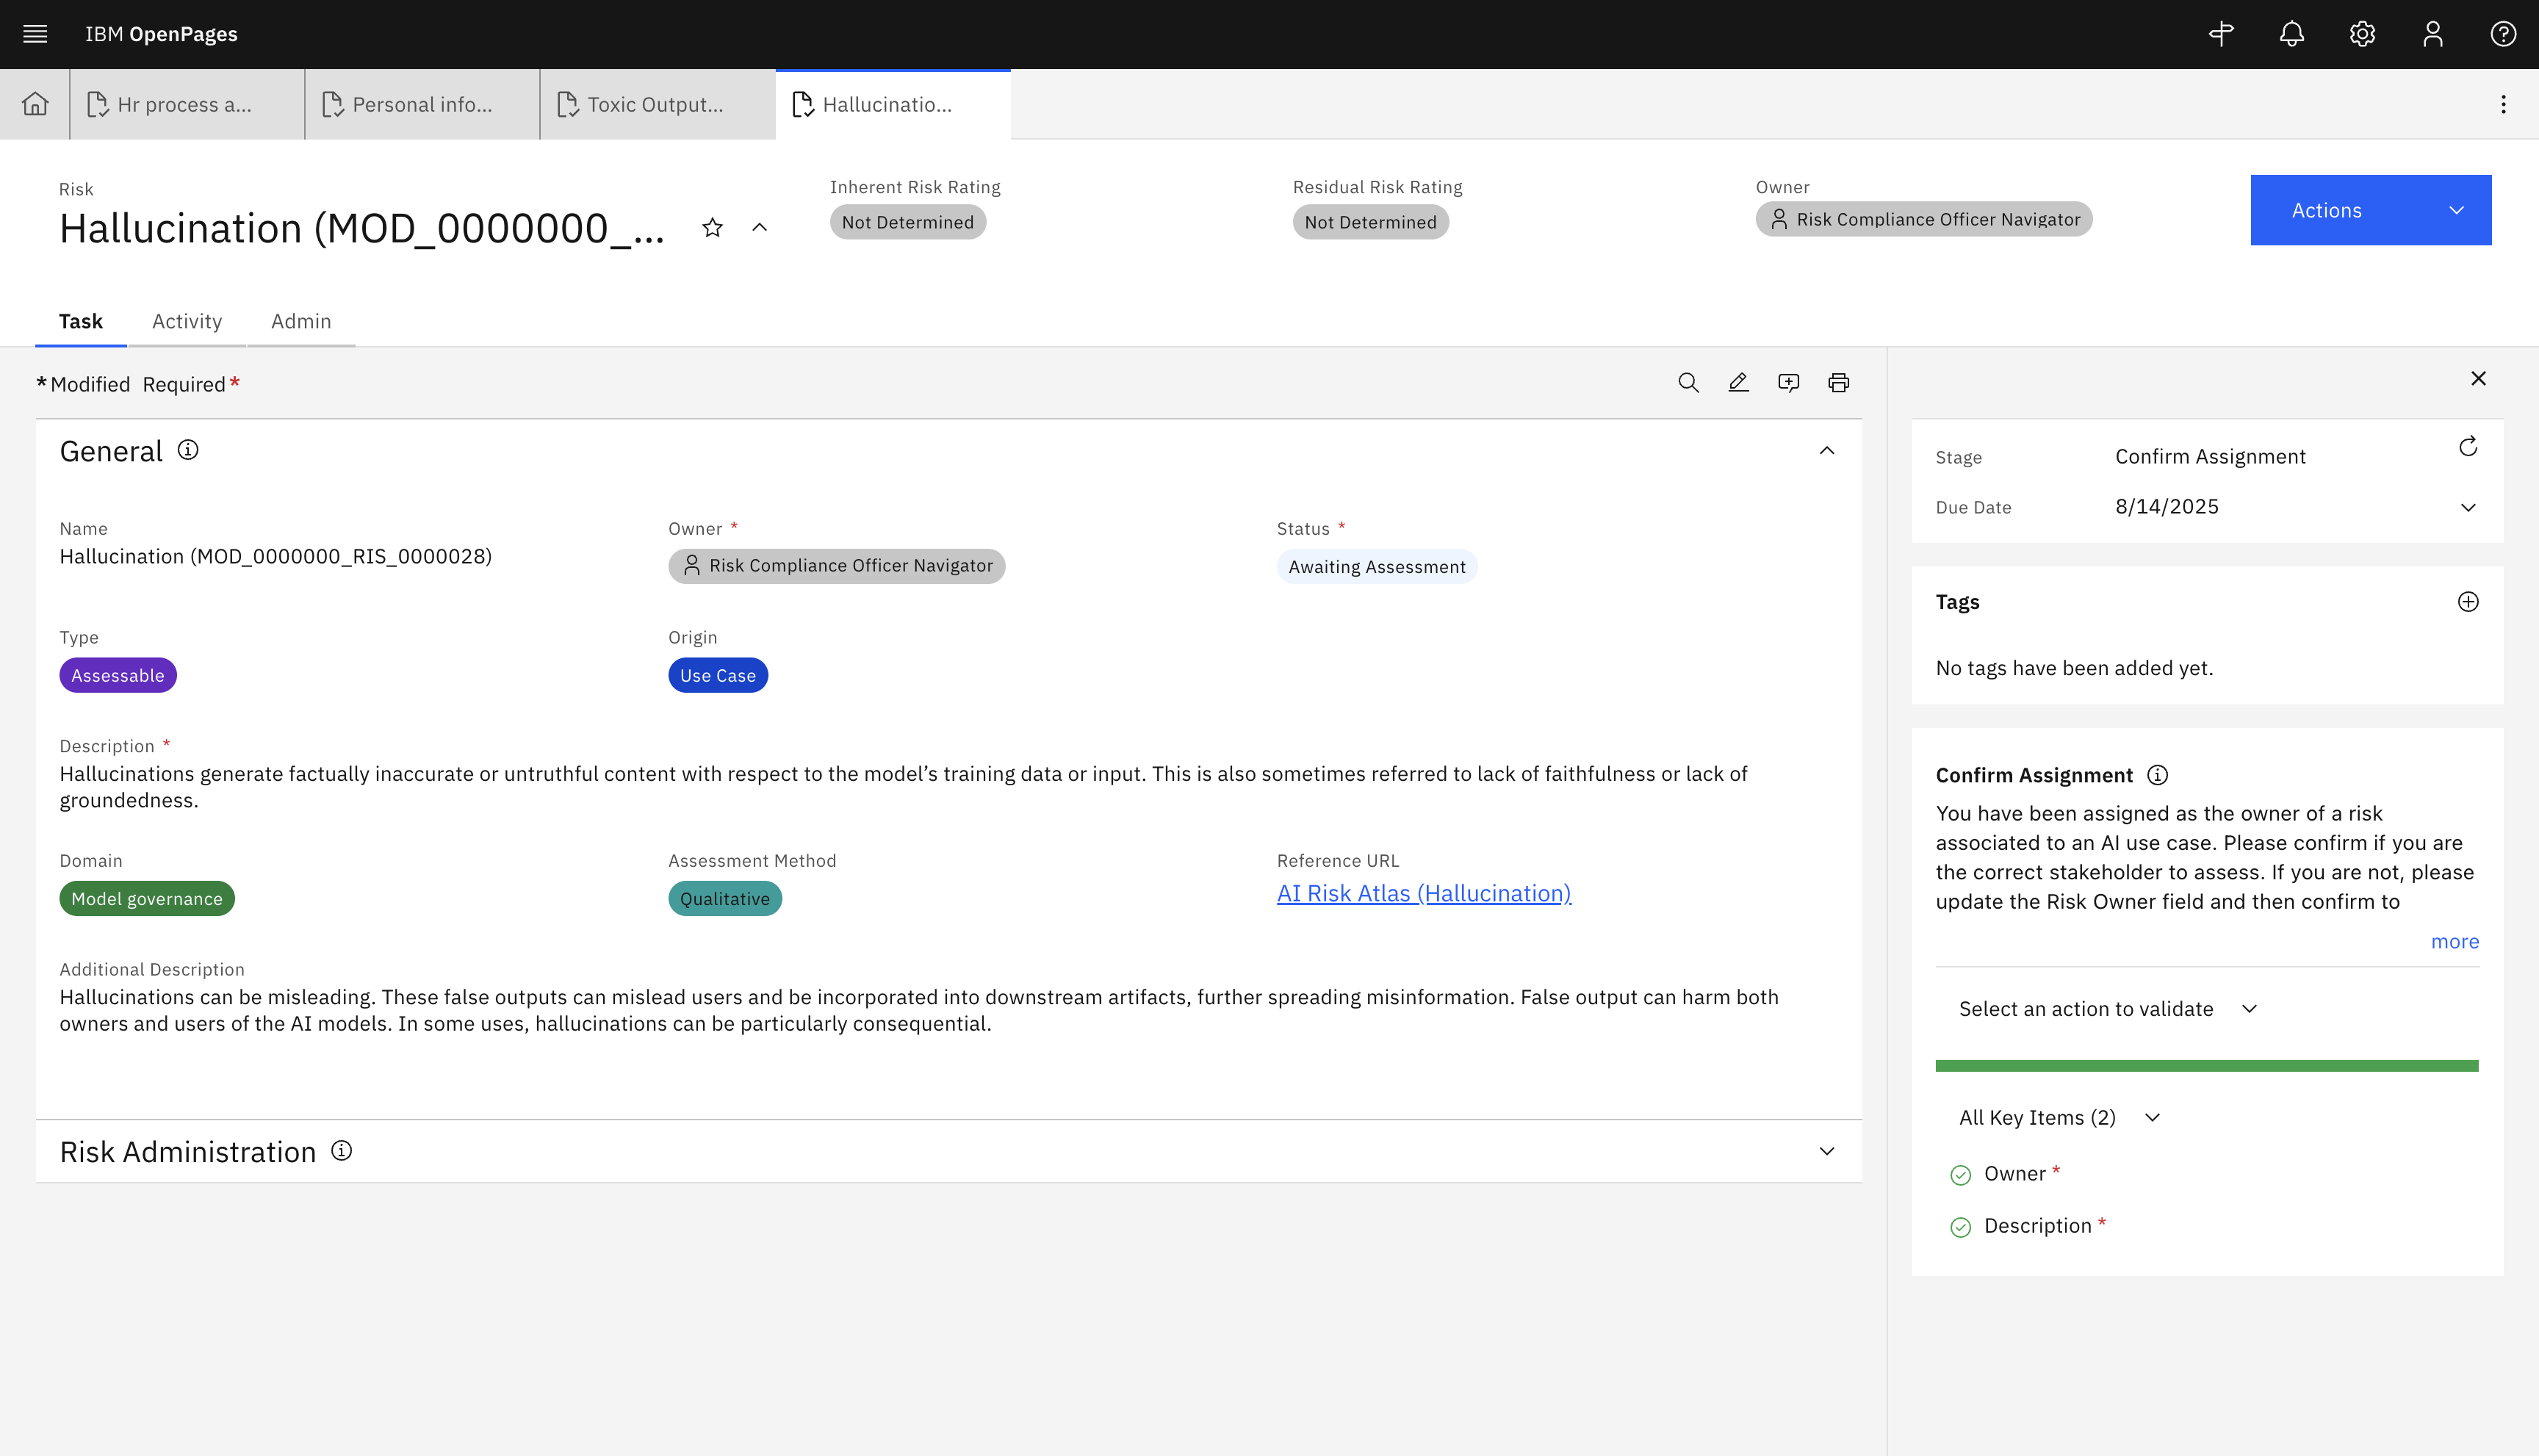 IBM OpenPages
Hr process a...
Personal info...
Toxic Output...
Hallucinatio...
Risk
Hallucination (MOD_0000000_...
Inherent Risk Rating
Not Determined
Residual Risk Rating
Not Determined
Owner
Risk Compliance Officer Navigator
Actions
Task
Activity
Admin
*Modified Required*
General
Name
Hallucination (MOD_0000000_RIS_0000028)
Owner *
Risk Compliance Officer Navigator
Status *
Awaiting Assessment
Type
Assessable
Origin
Use Case
Description *
Hallucinations generate factually inaccurate or untruthful content with respect to the model’s training data or input. This is also sometimes referred to lack of faithfulness or lack of
groundedness.
Domain
Model governance
Assessment Method
Qualitative
Reference URL
AI Risk Atlas (Hallucination)
Additional Description
Hallucinations can be misleading. These false outputs can mislead users and be incorporated into downstream artifacts, further spreading misinformation. False output can harm both
owners and users of the AI models. In some uses, hallucinations can be particularly consequential.
Risk Administration
Stage
Confirm Assignment
Due Date
8/14/2025
Tags
No tags have been added yet.
Confirm Assignment
You have been assigned as the owner of a risk
associated to an AI use case. Please confirm if you are
the correct stakeholder to assess. If you are not, please
update the Risk Owner field and then confirm to
more
Select an action to validate
All Key Items (2)
Owner *
Description *